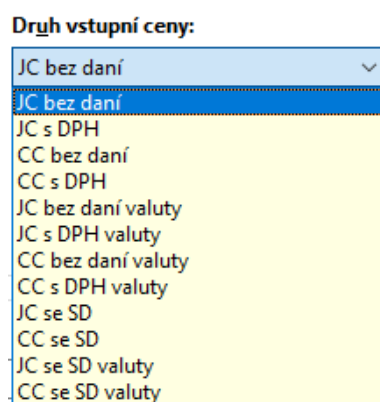 Druh vstupní ceny:
JC bez daní
JC bez daní
JC s DPH
CC bez daní
CC s DPH
JC bez daní valuty
JC s DPH valuty
CC bez daní valuty
CC s DPH valuty
JC se SD
CC se SD
JC se SD valuty
CC se SD valuty